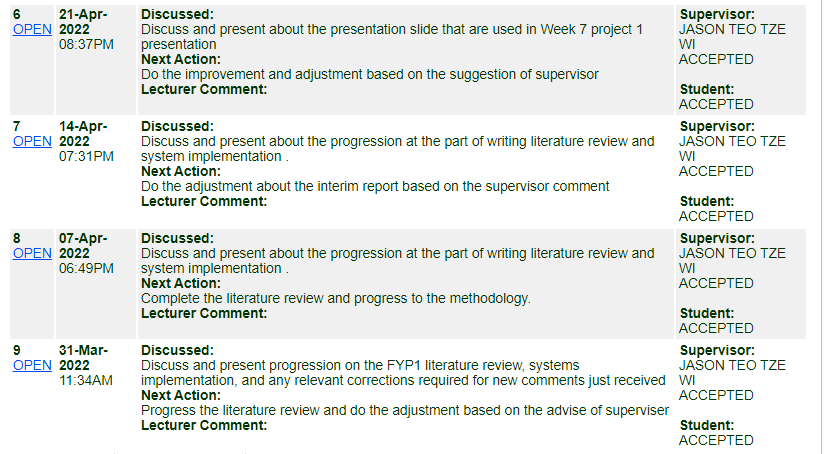 6
OPEN
21-Apr-
2022
08:37PM
Discussed:
Discuss and present about the presentation slide that are used in Week 7 project 1
presentation
Next Action:
Do the improvement and adjustment based on the suggestion of supervisor
Lecturer Comment:
Supervisor:
JASON TEO TZE
WI
ACCEPTED
Student:
ACCEPTED
7
OPEN
14-Apr-
2022
07:31PM
Discussed:
Discuss and present about the progression at the part of writing literature review and
system implementation .
Next Action:
Do the adjustment about the interim report based on the supervisor comment
Lecturer Comment:
Supervisor:
JASON TEO TZE
WI
ACCEPTED
Student:
ACCEPTED
8
OPEN
07-Apr-
2022
06:49PM
Discussed:
Discuss and present about the progression at the part of writing literature review and
system implementation .
Next Action:
Complete the literature review and progress to the methodology.
Lecturer Comment:
Supervisor:
JASON TEO TZE
WI
ACCEPTED
Student:
ACCEPTED
9
OPEN
31-Mar-
2022
11:34AM
Discussed:
Discuss and present progression on the FYP1 literature review, systems
implementation, and any relevant corrections required for new comments just received
Next Action:
Progress the literature review and do the adjustment based on the advise of superviser
Lecturer Comment:
Supervisor:
JASON TEO TZE
WI
ACCEPTED
Student:
ACCEPTED